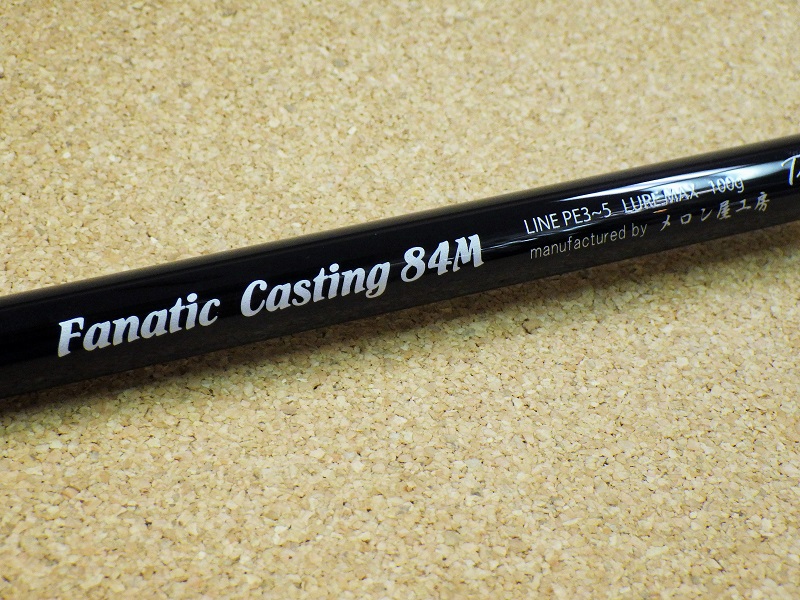 Fanatic Casting 84M
LINE PE3~5 LURE MAX 100g
manufactured by メロン屋工房